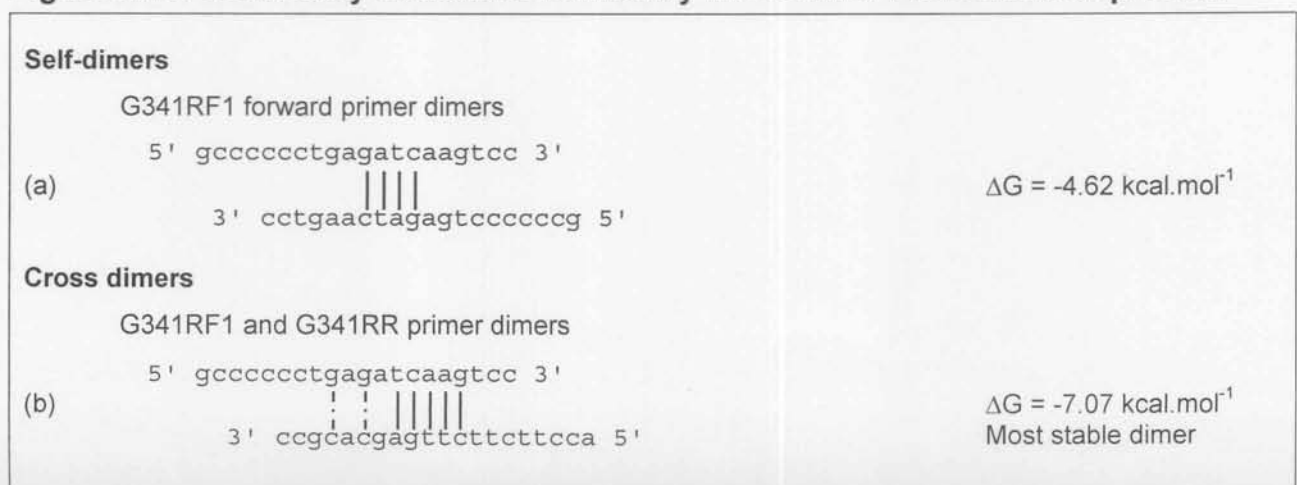 Self-dimers
G341RF1 forward primer dimers
5' gcccccctgagatcaagtcc 3'
(a)
ΔG = -4.62 kcal.mol⁻¹
3' cctgaactagagtccccccg 5'
Cross dimers
G341RF1 and G341RR primer dimers
5' gcccccctgagatcaagtcc 3'
(b)
ΔG = -7.07 kcal.mol⁻¹
Most stable dimer
3' ccgcacgagttcttcttcca 5'